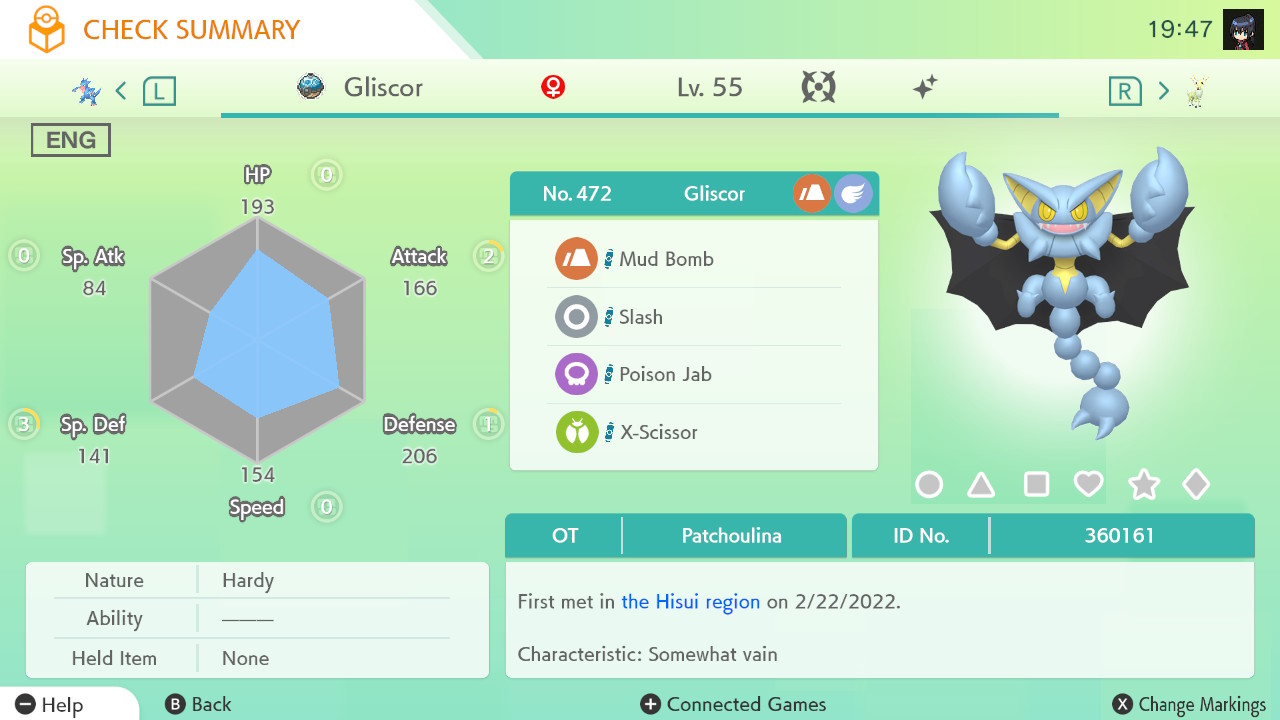 CHECK SUMMARY
19:47
L
Gliscor
Lv. 55
R
ENG
HP
0
193
0
Sp. Atk
84
Attack
2
166
3
Sp. Def
141
Defense
1
206
154
Speed
0
No. 472 Gliscor
Mud Bomb
Slash
Poison Jab
X-Scissor
OT Patchoulina
ID No. 360161
Nature Hardy
Ability ———
Held Item None
First met in the Hisui region on 2/22/2022.
Characteristic: Somewhat vain
Help
B Back
Connected Games
X Change Markings